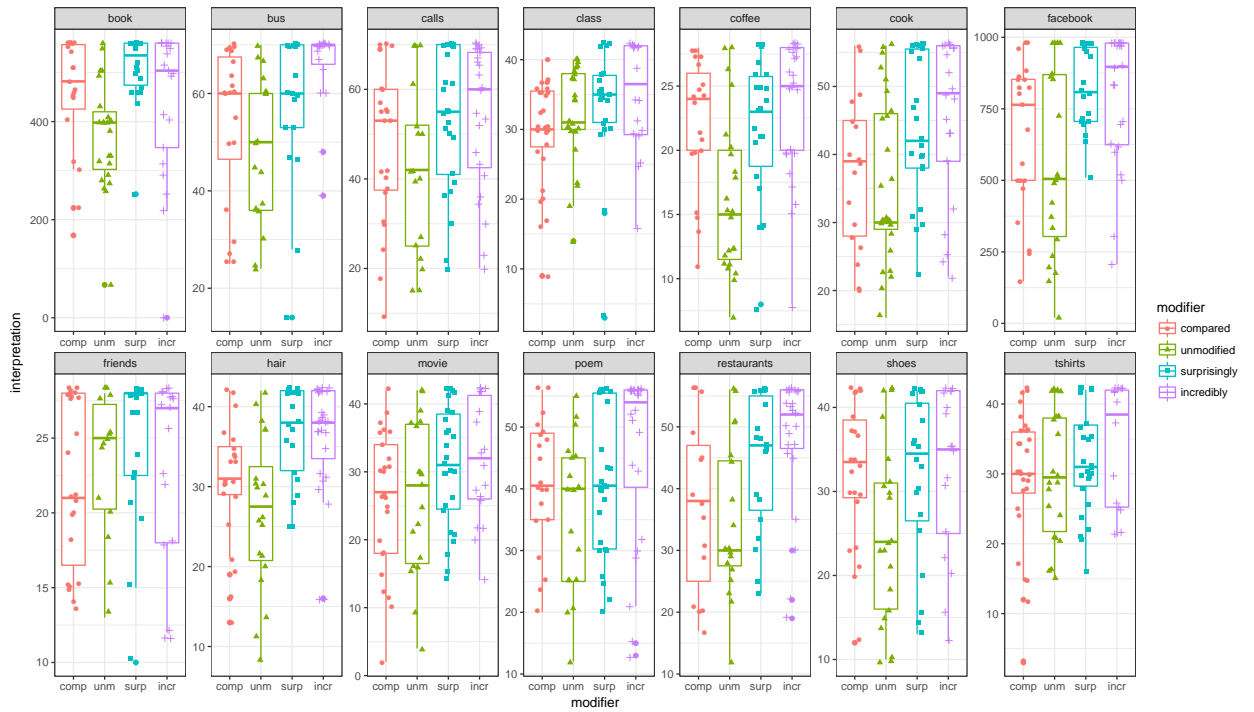 book bus calls class coffee cook facebook
0 200 400
20 40 60
20 40 60
10 20 30 40
10 15 20 25
20 30 40 50
0 250 500 750 1000
comp unm surp incr comp unm surp incr comp unm surp incr comp unm surp incr comp unm surp incr comp unm surp incr comp unm surp incr
friends hair movie poem restaurants shoes tshirts
10 15 20 25
10 20 30 40
0 10 20 30 40
10 20 30 40 50
10 20 30 40 50
10 20 30 40
10 20 30 40
comp unm surp incr comp unm surp incr comp unm surp incr comp unm surp incr comp unm surp incr comp unm surp incr comp unm surp incr
interpretation
modifier
modifier
compared
unmodified
surprisingly
incredibly